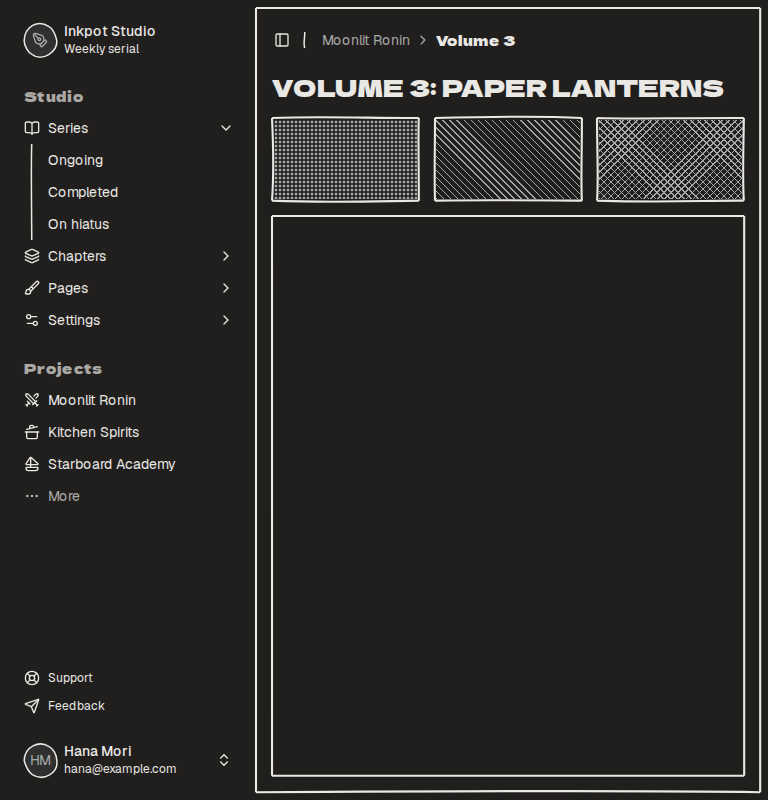 Inkpot Studio
Weekly serial
Studio
Series
Ongoing
Completed
On hiatus
Chapters
Pages
Settings
Projects
Moonlit Ronin
Kitchen Spirits
Starboard Academy
More
Support
Feedback
HM
Hana Mori
hana@example.com
Moonlit Ronin > Volume 3
VOLUME 3: PAPER LANTERNS